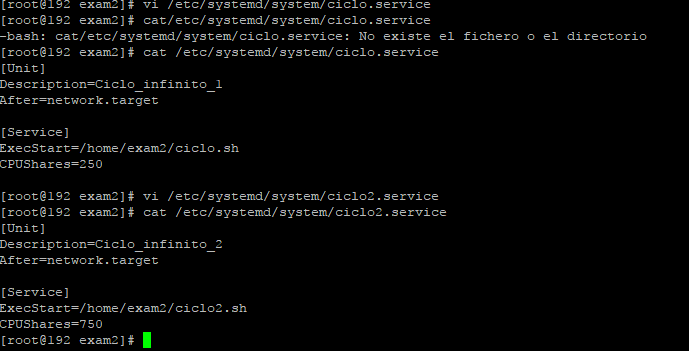 [root@192 exam2]# vi /etc/systemd/system/ciclo.service
[root@192 exam2]# cat/etc/systemd/system/ciclo.service
-bash: cat/etc/systemd/system/ciclo.service: No existe el fichero o el directorio
[root@192 exam2]# cat /etc/systemd/system/ciclo.service
[Unit]
Description=Ciclo_infinito_1
After=network.target
[Service]
ExecStart=/home/exam2/ciclo.sh
CPUShares=250
[root@192 exam2]# vi /etc/systemd/system/ciclo2.service
[root@192 exam2]# cat /etc/systemd/system/ciclo2.service
[Unit]
Description=Ciclo_infinito_2
After=network.target
[Service]
ExecStart=/home/exam2/ciclo2.sh
CPUShares=750
[root@192 exam2]#